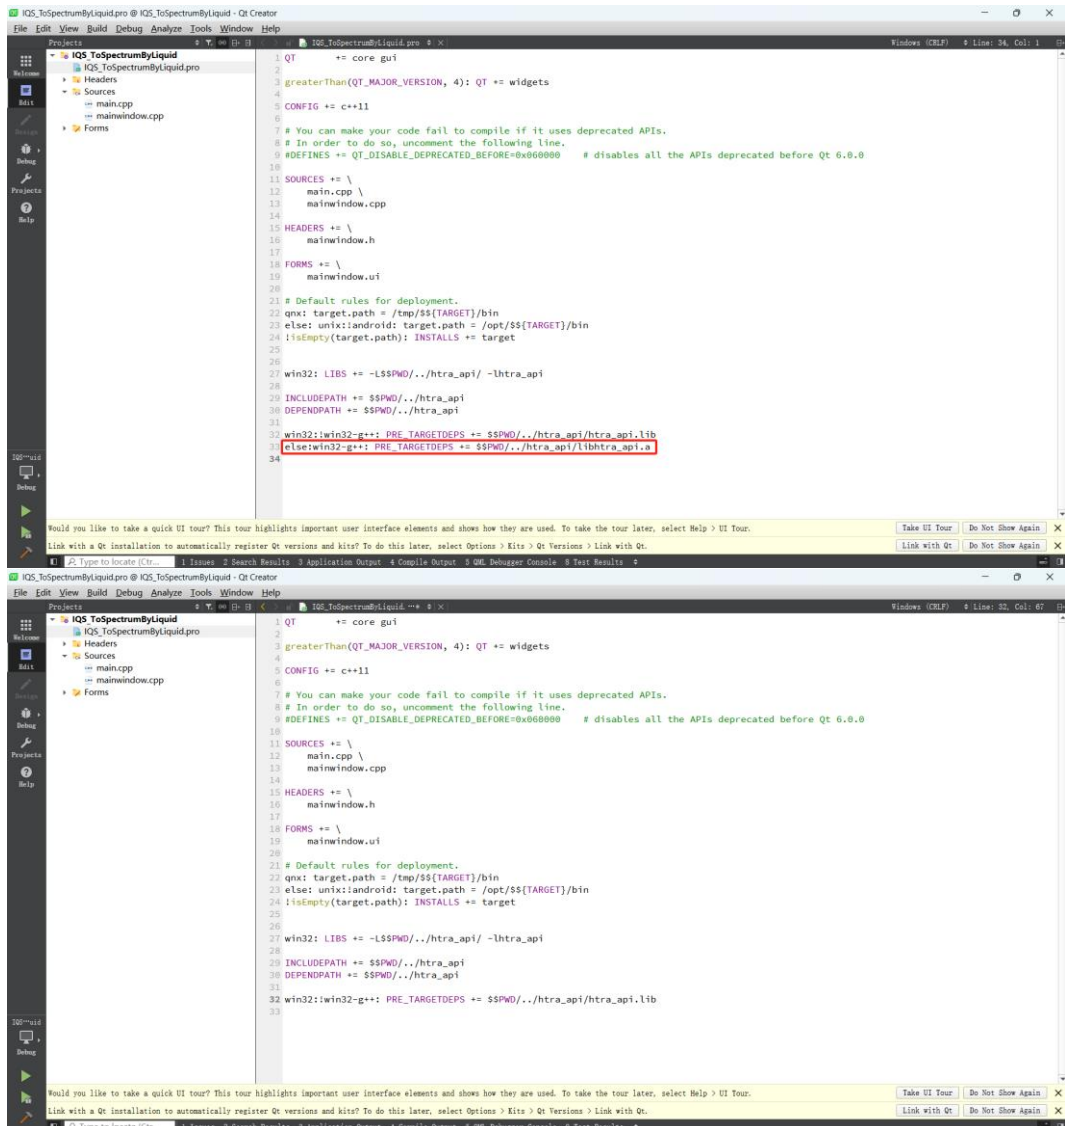 IQS_ToSpectrumByLiquid.pro @ IQS_ToSpectrumByLiquid - Qt Creator
File Edit View Build Debug Analyze Tools Window Help
Projects
IQS_ToSpectrumByLiquid.pro
Windows (CRLF)
Line: 34, Col: 1
IQS_ToSpectrumByLiquid
IQS_ToSpectrumByLiquid.pro
Headers
Sources
main.cpp
mainwindow.cpp
Forms
Welcome
Edit
Design
Debug
Projects
Help
Debug
1 QT += core gui
2
3 greaterThan(QT_MAJOR_VERSION, 4): QT += widgets
4
5 CONFIG += c++11
6
7 # You can make your code fail to compile if it uses deprecated APIs.
8 # In order to do so, uncomment the following line.
9 #DEFINES += QT_DISABLE_DEPRECATED_BEFORE=0x060000 # disables all the APIs deprecated before Qt 6.0.0
10
11 SOURCES += \
12 main.cpp \
13 mainwindow.cpp
14
15 HEADERS += \
16 mainwindow.h
17
18 FORMS += \
19 mainwindow.ui
20
21 # Default rules for deployment.
22 qnx: target.path = /tmp/$${TARGET}/bin
23 else: unix:!android: target.path = /opt/$${TARGET}/bin
24 !isEmpty(target.path): INSTALLS += target
25
26
27 win32: LIBS += -L$$PWD/../htra_api/ -lhtra_api
28
29 INCLUDEPATH += $$PWD/../htra_api
30 DEPENDPATH += $$PWD/../htra_api
31
32 win32:!win32-g++: PRE_TARGETDEPS += $$PWD/../htra_api/htra_api.lib
33 else:win32-g++: PRE_TARGETDEPS += $$PWD/../htra_api/libhtra_api.a
34
Would you like to take a quick UI tour? This tour highlights important user interface elements and shows how they are used. To take the tour later, select Help > UI Tour.
Take UI Tour
Do Not Show Again
Link with a Qt installation to automatically register Qt versions and kits? To do this later, select Options > Kits > Qt Versions > Link with Qt.
Link with Qt
Do Not Show Again
Type to locate (Ctr...
1 Issues 2 Search Results 3 Application Output 4 Compile Output 5 QML Debugger Console 8 Test Results
IQS_ToSpectrumByLiquid.pro @ IQS_ToSpectrumByLiquid - Qt Creator
File Edit View Build Debug Analyze Tools Window Help
Projects
Windows (CRLF)
Line: 32, Col: 67
IQS_ToSpectrumByLiquid
IQS_ToSpectrumByLiquid.pro
Headers
Sources
main.cpp
mainwindow.cpp
Forms
Welcome
Edit
Design
Debug
Projects
Help
Debug
1 QT += core gui
2
3 greaterThan(QT_MAJOR_VERSION, 4): QT += widgets
4
5 CONFIG += c++11
6
7 # You can make your code fail to compile if it uses deprecated APIs.
8 # In order to do so, uncomment the following line.
9 #DEFINES += QT_DISABLE_DEPRECATED_BEFORE=0x060000 # disables all the APIs deprecated before Qt 6.0.0
10
11 SOURCES += \
12 main.cpp \
13 mainwindow.cpp
14
15 HEADERS += \
16 mainwindow.h
17
18 FORMS += \
19 mainwindow.ui
20
21 # Default rules for deployment.
22 qnx: target.path = /tmp/$${TARGET}/bin
23 else: unix:!android: target.path = /opt/$${TARGET}/bin
24 !isEmpty(target.path): INSTALLS += target
25
26
27 win32: LIBS += -L$$PWD/../htra_api/ -lhtra_api
28
29 INCLUDEPATH += $$PWD/../htra_api
30 DEPENDPATH += $$PWD/../htra_api
31
32 win32:!win32-g++: PRE_TARGETDEPS += $$PWD/../htra_api/htra_api.lib
33
Would you like to take a quick UI tour? This tour highlights important user interface elements and shows how they are used. To take the tour later, select Help > UI Tour.
Take UI Tour
Do Not Show Again
Link with a Qt installation to automatically register Qt versions and kits? To do this later, select Options > Kits > Qt Versions > Link with Qt.
Link with Qt
Do Not Show Again